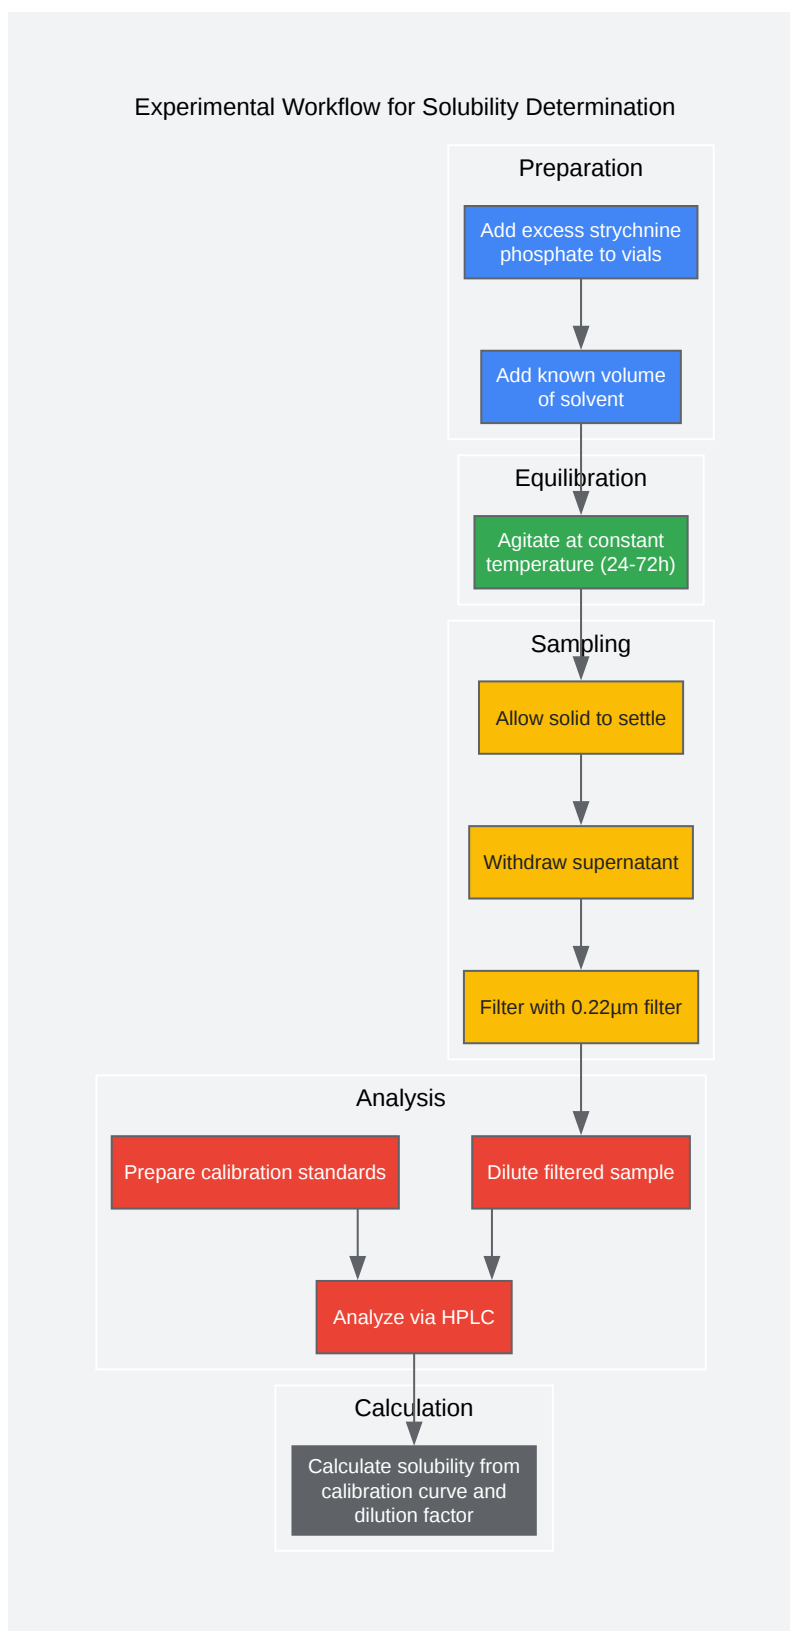 Experimental Workflow for Solubility Determination
Preparation
Add excess strychnine
phosphate to vials
Add known volume
of solvent
Equilibration
Agitate at constant
temperature (24-72h)
Sampling
Allow solid to settle
Withdraw supernatant
Filter with 0.22µm filter
Analysis
Prepare calibration standards
Dilute filtered sample
Analyze via HPLC
Calculation
Calculate solubility from
calibration curve and
dilution factor